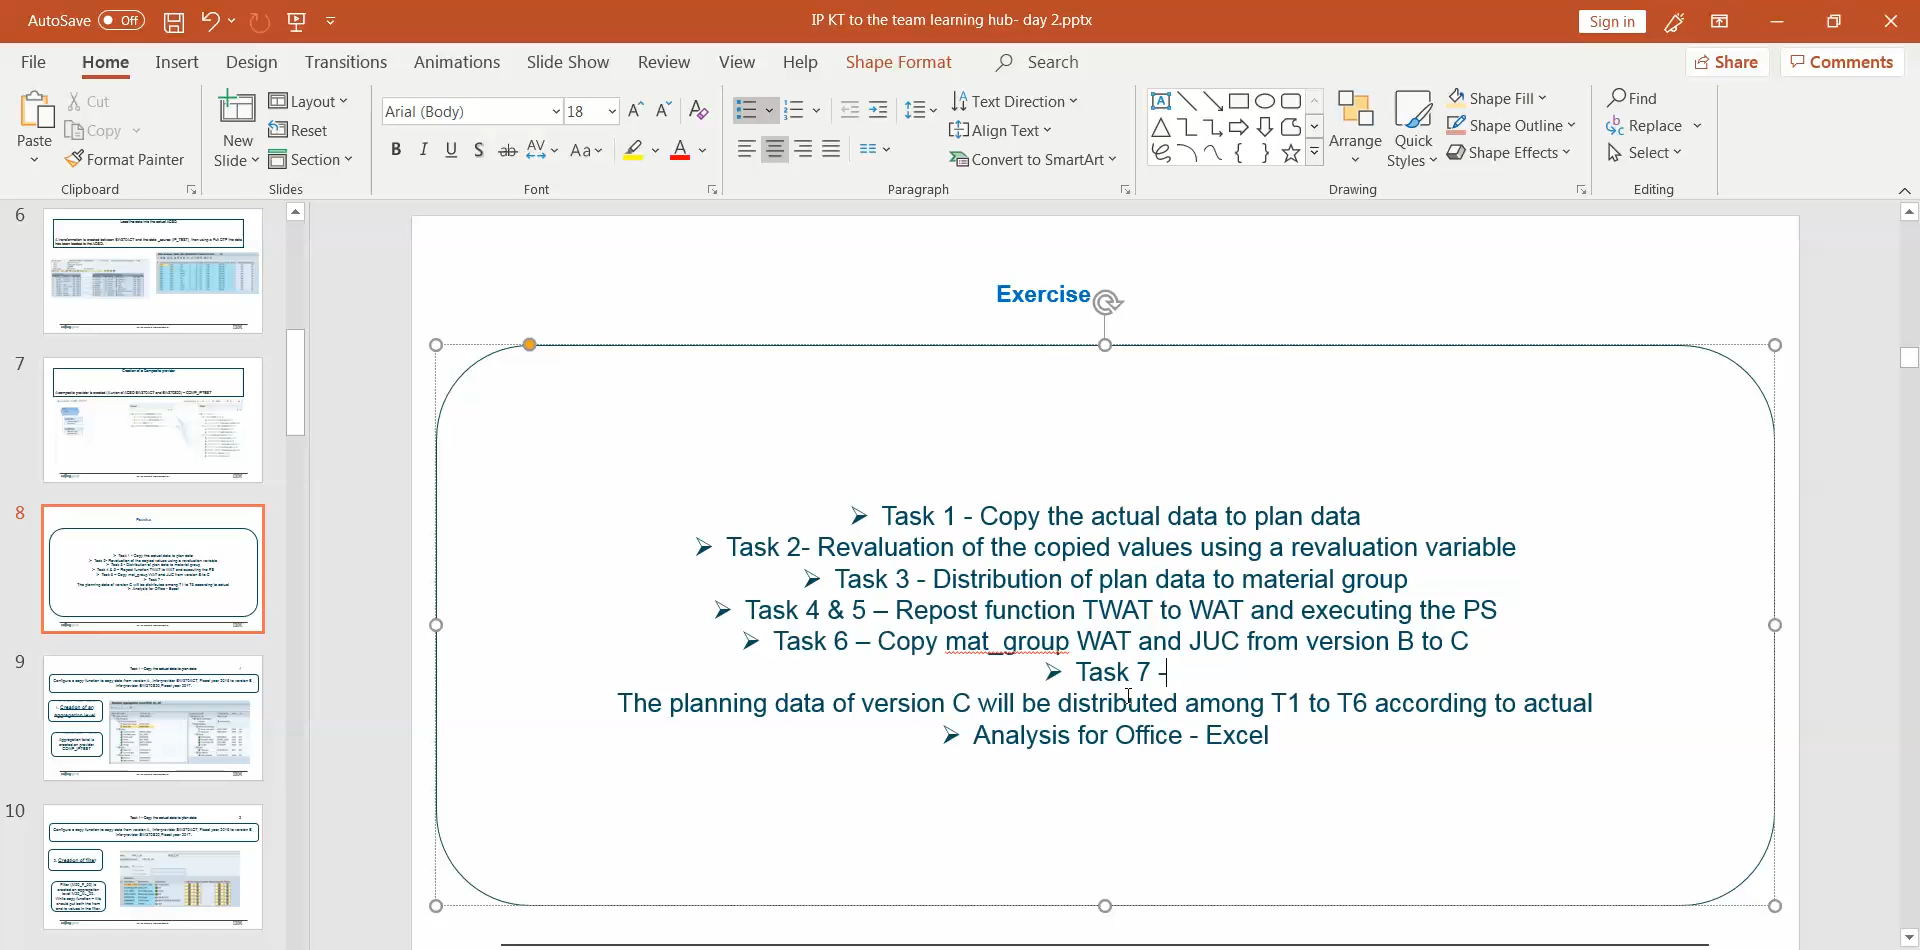 AutoSave Off
IP KT to the team learning hub- day 2.pptx
Sign in
File Home Insert Design Transitions Animations Slide Show Review View Help Shape Format Search Share Comments
Paste
Cut
Copy
Format Painter
Clipboard
New Slide
Layout
Reset
Section
Slides
Arial (Body) 18
B I U S ab AV Aa A
Font
Text Direction
Align Text
Convert to SmartArt
Paragraph
Arrange
Quick Styles
Shape Fill
Shape Outline
Shape Effects
Drawing
Find
Replace
Select
Editing
6
7
8
9
10
Exercise
➢ Task 1 - Copy the actual data to plan data
➢ Task 2- Revaluation of the copied values using a revaluation variable
➢ Task 3 - Distribution of plan data to material group
➢ Task 4 & 5 – Repost function TWAT to WAT and executing the PS
➢ Task 6 – Copy mat_group WAT and JUC from version B to C
➢ Task 7 -
The planning data of version C will be distributed among T1 to T6 according to actual
➢ Analysis for Office - Excel